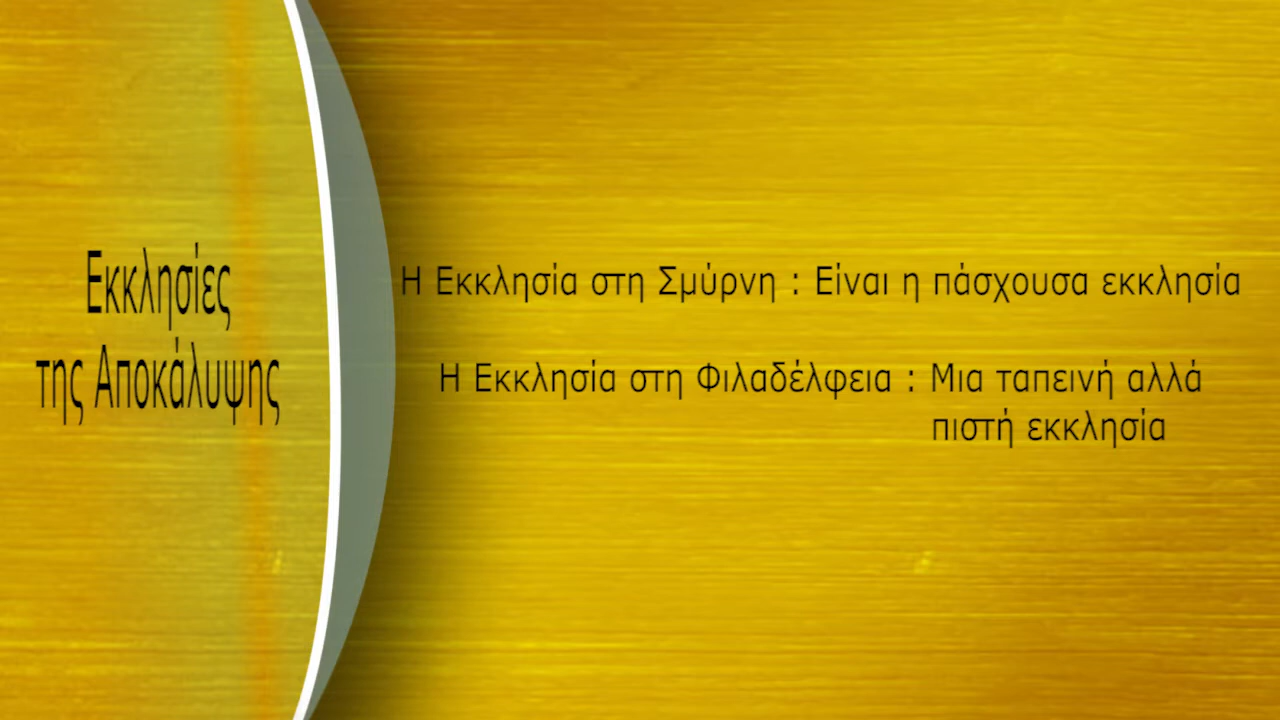 Εκκλησίες
της Αποκάλυψης
Η Εκκλησία στη Σμύρνη : Είναι η πάσχουσα εκκλησία
Η Εκκλησία στη Φιλαδέλφεια : Μια ταπεινή αλλά
πιστή εκκλησία